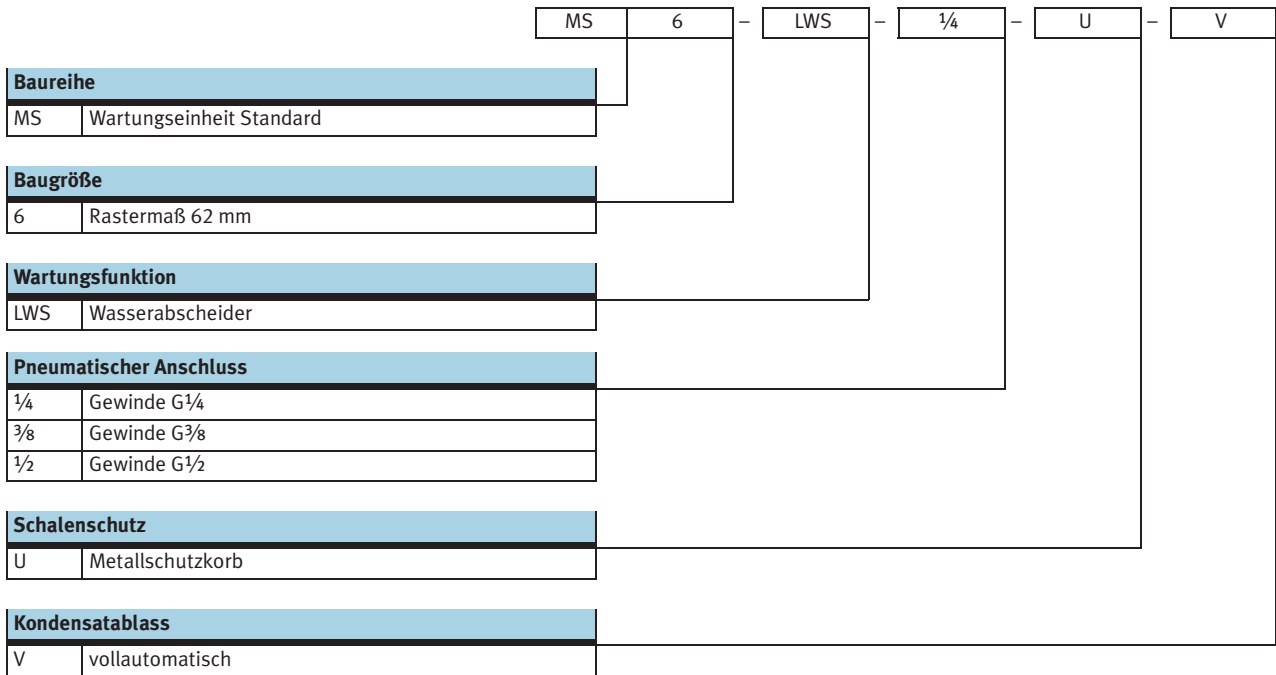 MS 6 – LWS – ¼ – U – V
Baureihe
MS Wartungseinheit Standard
Baugröße
6 Rastermaß 62 mm
Wartungsfunktion
LWS Wasserabscheider
Pneumatischer Anschluss
¼ Gewinde G¼
⅜ Gewinde G⅜
½ Gewinde G½
Schalenschutz
U Metallschutzkorb
Kondensatablass
V vollautomatisch